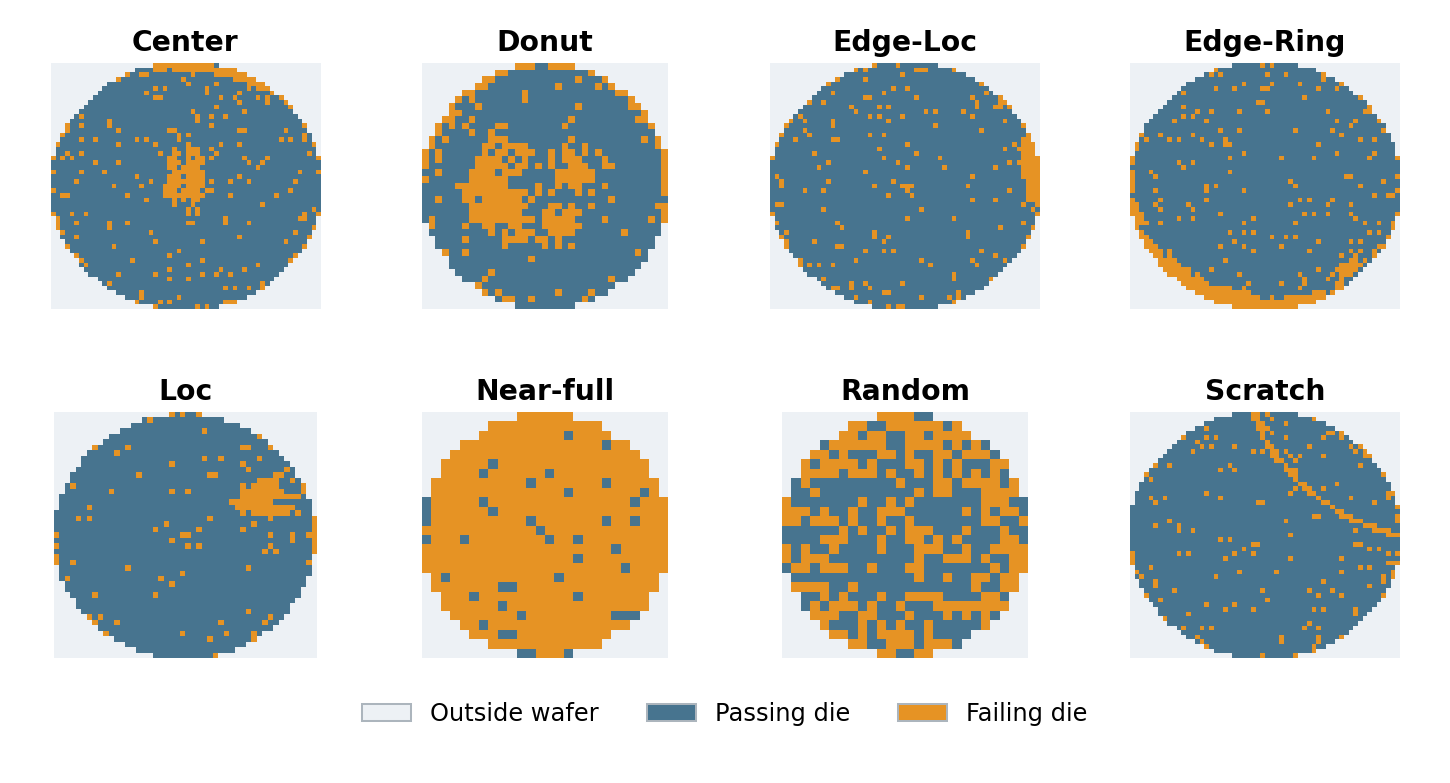 Center
Donut
Edge-Loc
Edge-Ring
Loc
Near-full
Random
Scratch
Outside wafer
Passing die
Failing die